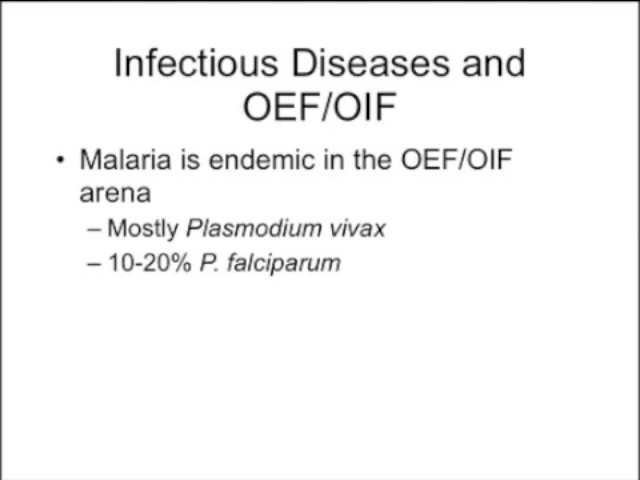 Infectious Diseases and
OEF/OIF
• Malaria is endemic in the OEF/OIF
arena
– Mostly Plasmodium vivax
– 10-20% P. falciparum